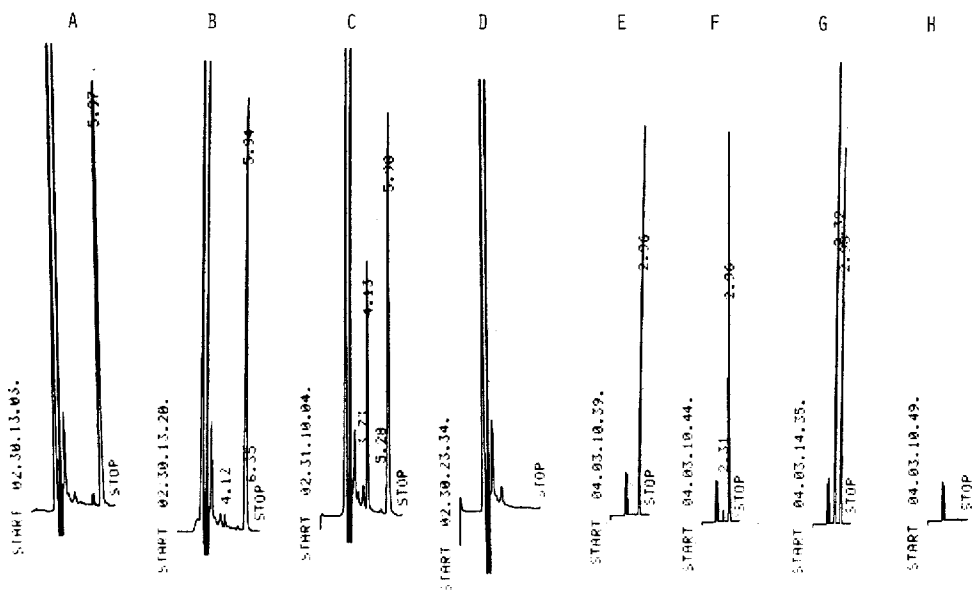 A B C D E F G H
START 02.30.13.03.
5.97
STOP
START 02.30.13.20.
4.12
5.94
6.35
STOP
START 02.31.10.04.
3.71
4.13
5.28
5.90
STOP
START 02.30.23.34.
STOP
START 04.03.10.39.
2.96
STOP
START 04.03.10.44.
2.31
2.96
STOP
START 04.03.14.35.
STOP
START 04.03.10.49.
STOP